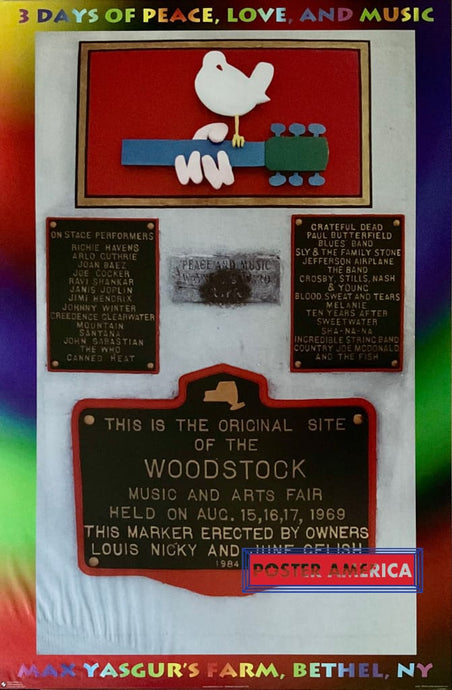 3 DAYS OF PEACE, LOVE, AND MUSIC
ON STAGE PERFORMERS
RICHIE HAVENS
ARLO GUTHRIE
JOAN BAEZ
JOE COCKER
RAVI SHANKAR
JANIS JOPLIN
JIMI HENDRIX
JOHNNY WINTER
CREEDENCE CLEARWATER
MOUNTAIN
SANTANA
JOHN SABASTIAN
THE WHO
CANNED HEAT
PEACE AND MUSIC
GRATEFUL DEAD
PAUL BUTTERFIELD
BLUES BAND
SLY & THE FAMILY STONE
JEFFERSON AIRPLANE
THE BAND
CROSBY, STILLS, NASH
& YOUNG
BLOOD, SWEAT AND TEARS
MELANIE
TEN YEARS AFTER
SWEETWATER
SHA-NA-NA
INCREDIBLE STRING BAND
COUNTRY JOE MCDONALD
AND THE FISH
THIS IS THE ORIGINAL SITE
OF THE
WOODSTOCK
MUSIC AND ARTS FAIR
HELD ON AUG. 15,16,17, 1969
THIS MARKER ERECTED BY OWNERS
LOUIS NICKY AND JUNE GELISH
1984
POSTER AMERICA
MAX YASGUR'S FARM, BETHEL, NY